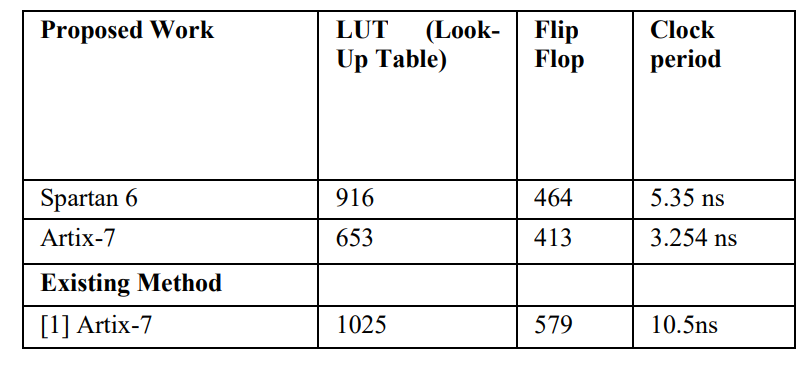 Proposed Work LUT (Look- Flip Clock
Up Table) Flop period
Spartan 6 916 464 5.35 ns
Artix-7 653 413 3.254 ns
Existing Method
[1] Artix-7 1025 579 10.5ns